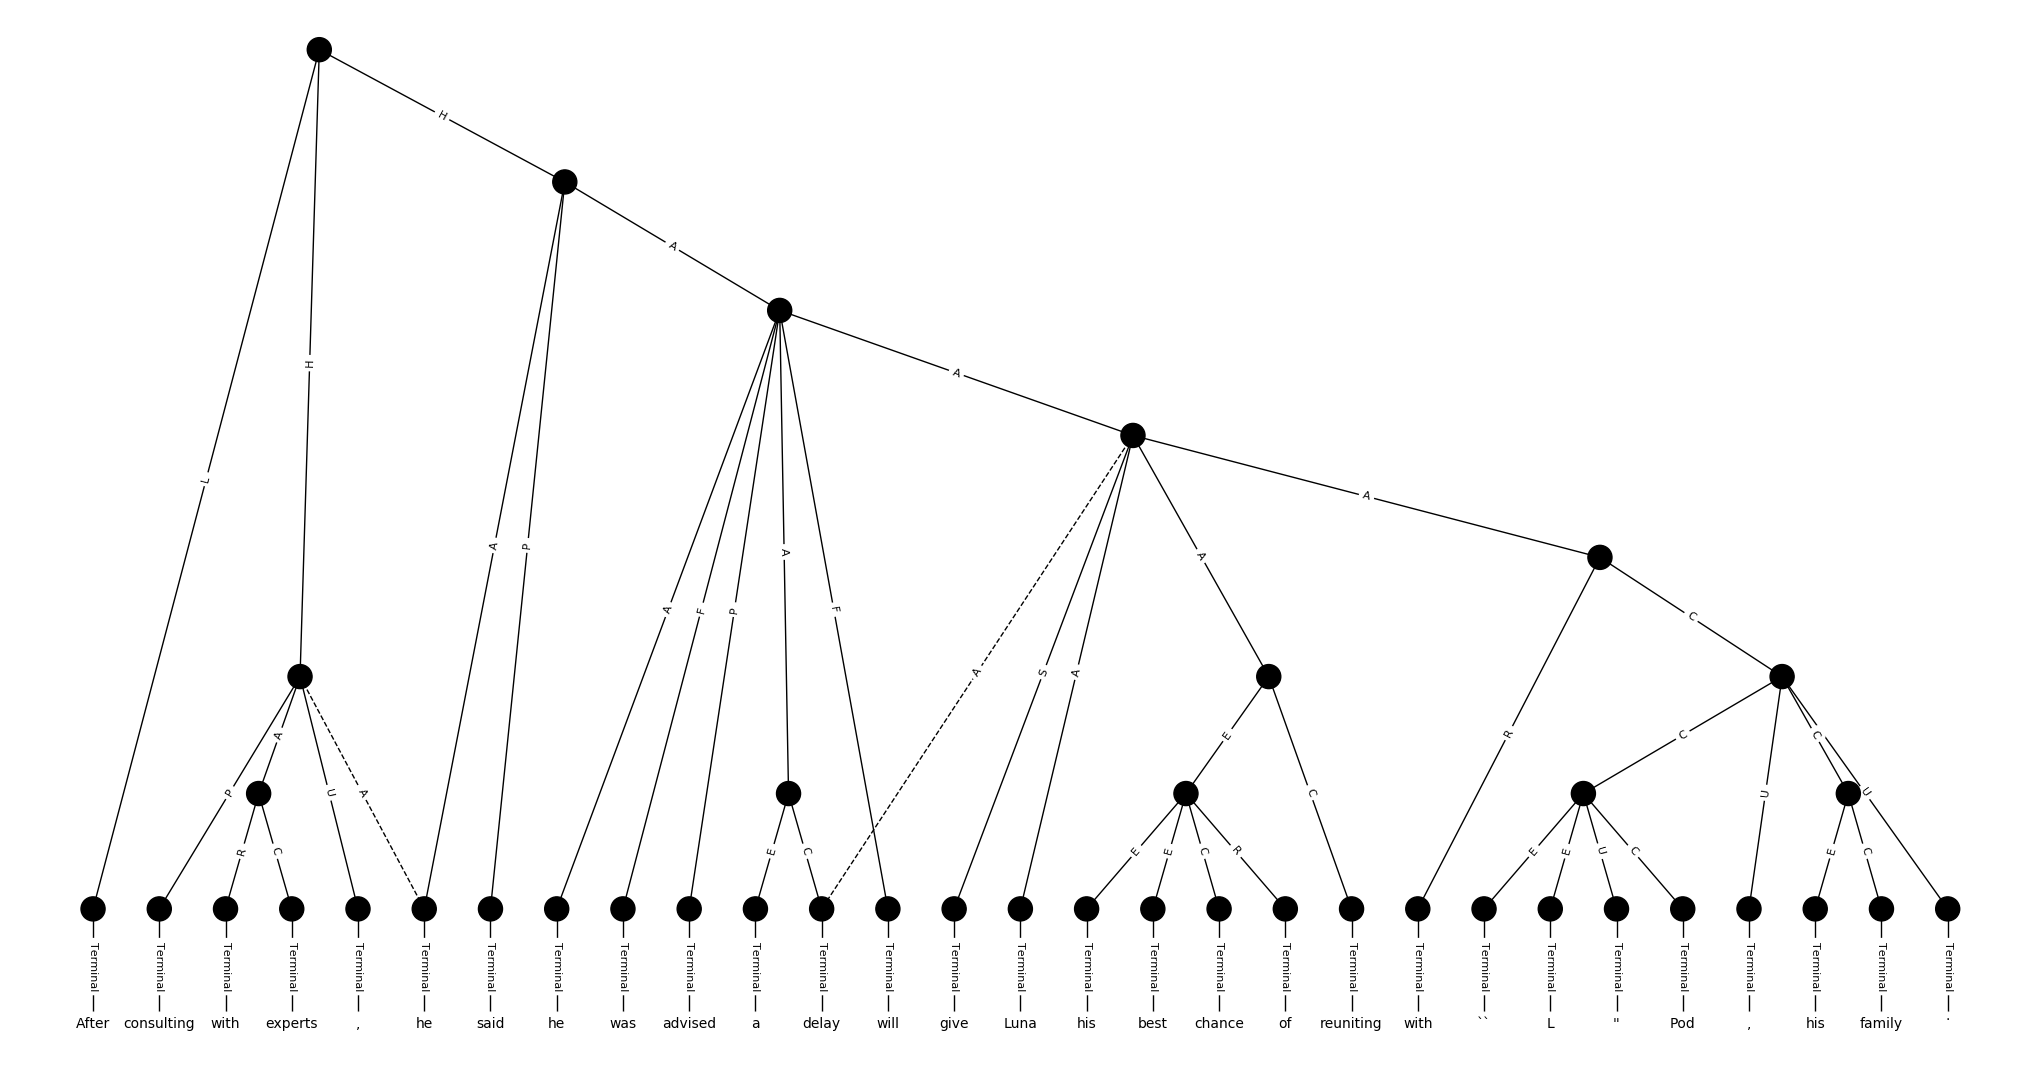 H
A
H
A
L
A
A
A
P
A
A
F
P
F
A
S
A
C
A
E
R
C
P
U
A
C
U
C
U
R
C
E
C
E
E
C
R
E
E
U
C
E
C
Terminal Terminal Terminal Terminal Terminal Terminal Terminal Terminal Terminal Terminal Terminal Terminal Terminal Terminal Terminal Terminal Terminal Terminal Terminal Terminal Terminal Terminal Terminal Terminal Terminal Terminal Terminal Terminal Terminal
After consulting with experts , he said he was advised a delay will give Luna his best chance of reuniting with `` L " Pod , his family .